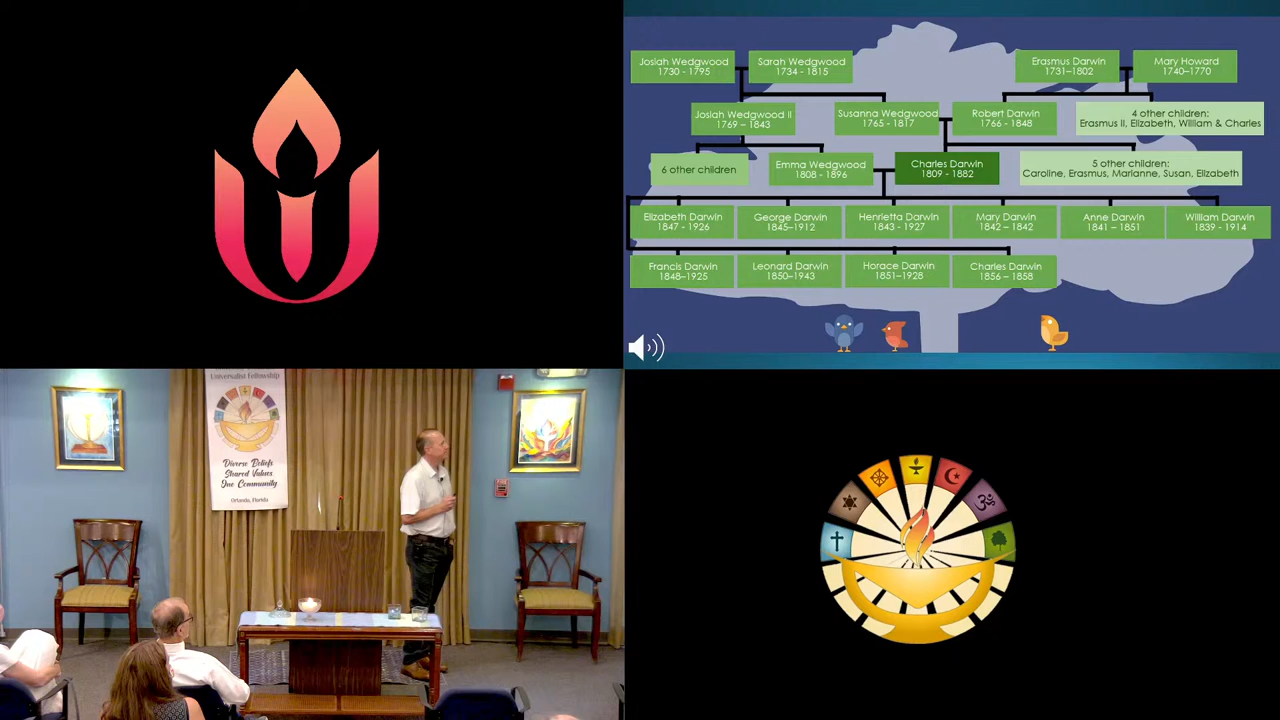 Josiah Wedgwood
1730 - 1795
Sarah Wedgwood
1734 - 1815
Erasmus Darwin
1731–1802
Mary Howard
1740–1770
Josiah Wedgwood II
1769 – 1843
Susanna Wedgwood
1765 - 1817
Robert Darwin
1766 - 1848
4 other children:
Erasmus II, Elizabeth, William & Charles
6 other children
Emma Wedgwood
1808 - 1896
Charles Darwin
1809 - 1882
5 other children:
Caroline, Erasmus, Marianne, Susan, Elizabeth
Elizabeth Darwin
1847 - 1926
George Darwin
1845–1912
Henrietta Darwin
1843 - 1927
Mary Darwin
1842 – 1842
Anne Darwin
1841 – 1851
William Darwin
1839 - 1914
Francis Darwin
1848–1925
Leonard Darwin
1850–1943
Horace Darwin
1851–1928
Charles Darwin
1856 – 1858
Universalist Fellowship
Diverse Beliefs
Shared Values
One Community
Orlando, Florida